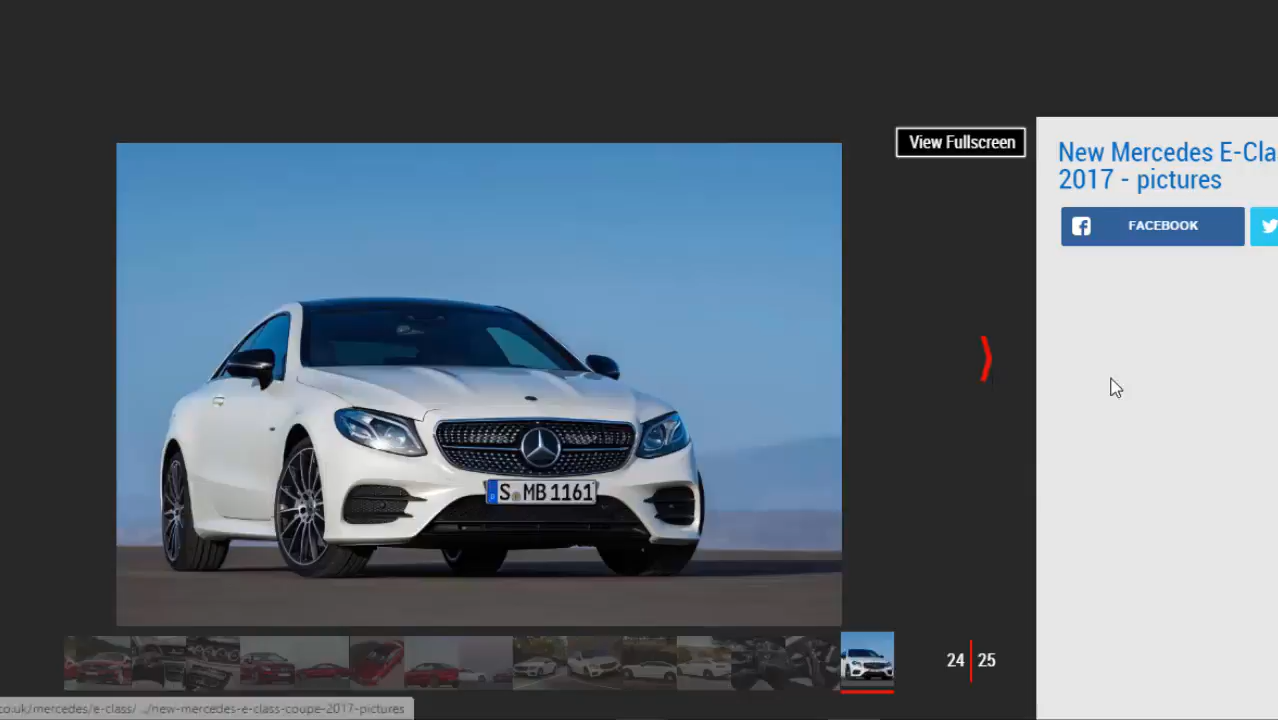 View Fullscreen
New Mercedes E-Cla
2017 - pictures
FACEBOOK
S MB 1161
24 25
co.uk/mercedes/e-class/ .../new-mercedes-e-class-coupe-2017-pictures